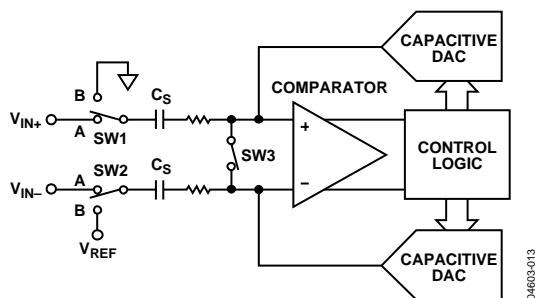 CAPACITIVE
DAC
COMPARATOR
B
CS
VIN+
A
SW1
+
SW3
CONTROL
LOGIC
SW2
CS
VIN–
A
–
B
VREF
CAPACITIVE
DAC
04603-013